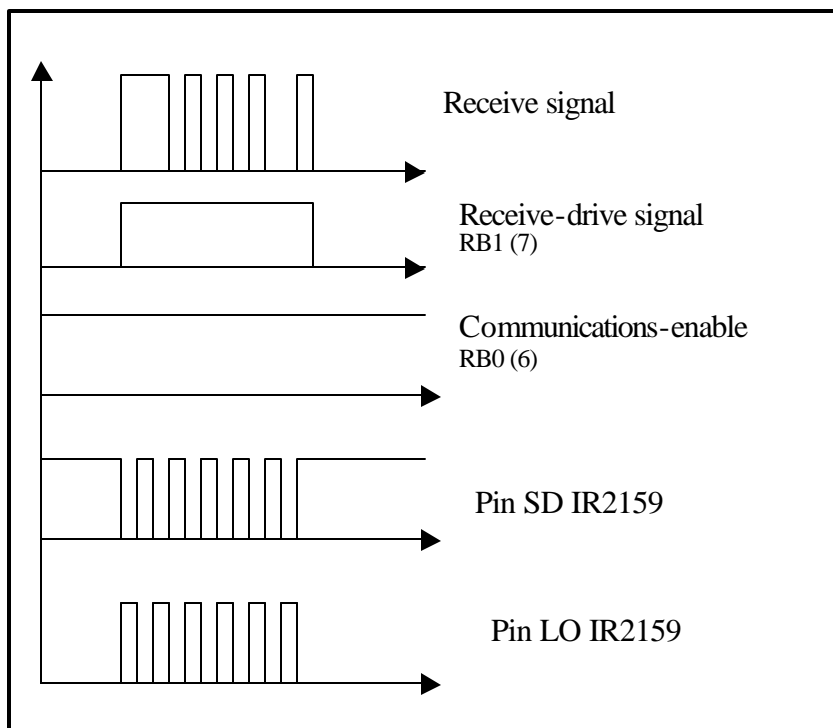 Receive signal
Receive-drive signal
RB1 (7)
Communications-enable
RB0 (6)
Pin SD IR2159
Pin LO IR2159